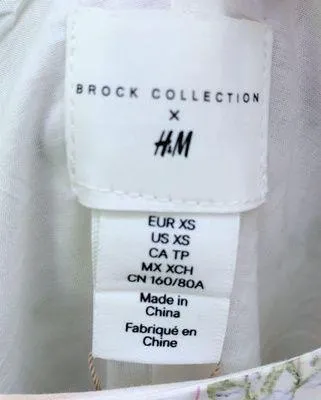 BROCK COLLECTION
×
H&M
EUR XS
US XS
CA TP
MX XCH
CN 160/80A
Made in
China
Fabriqué en
Chine